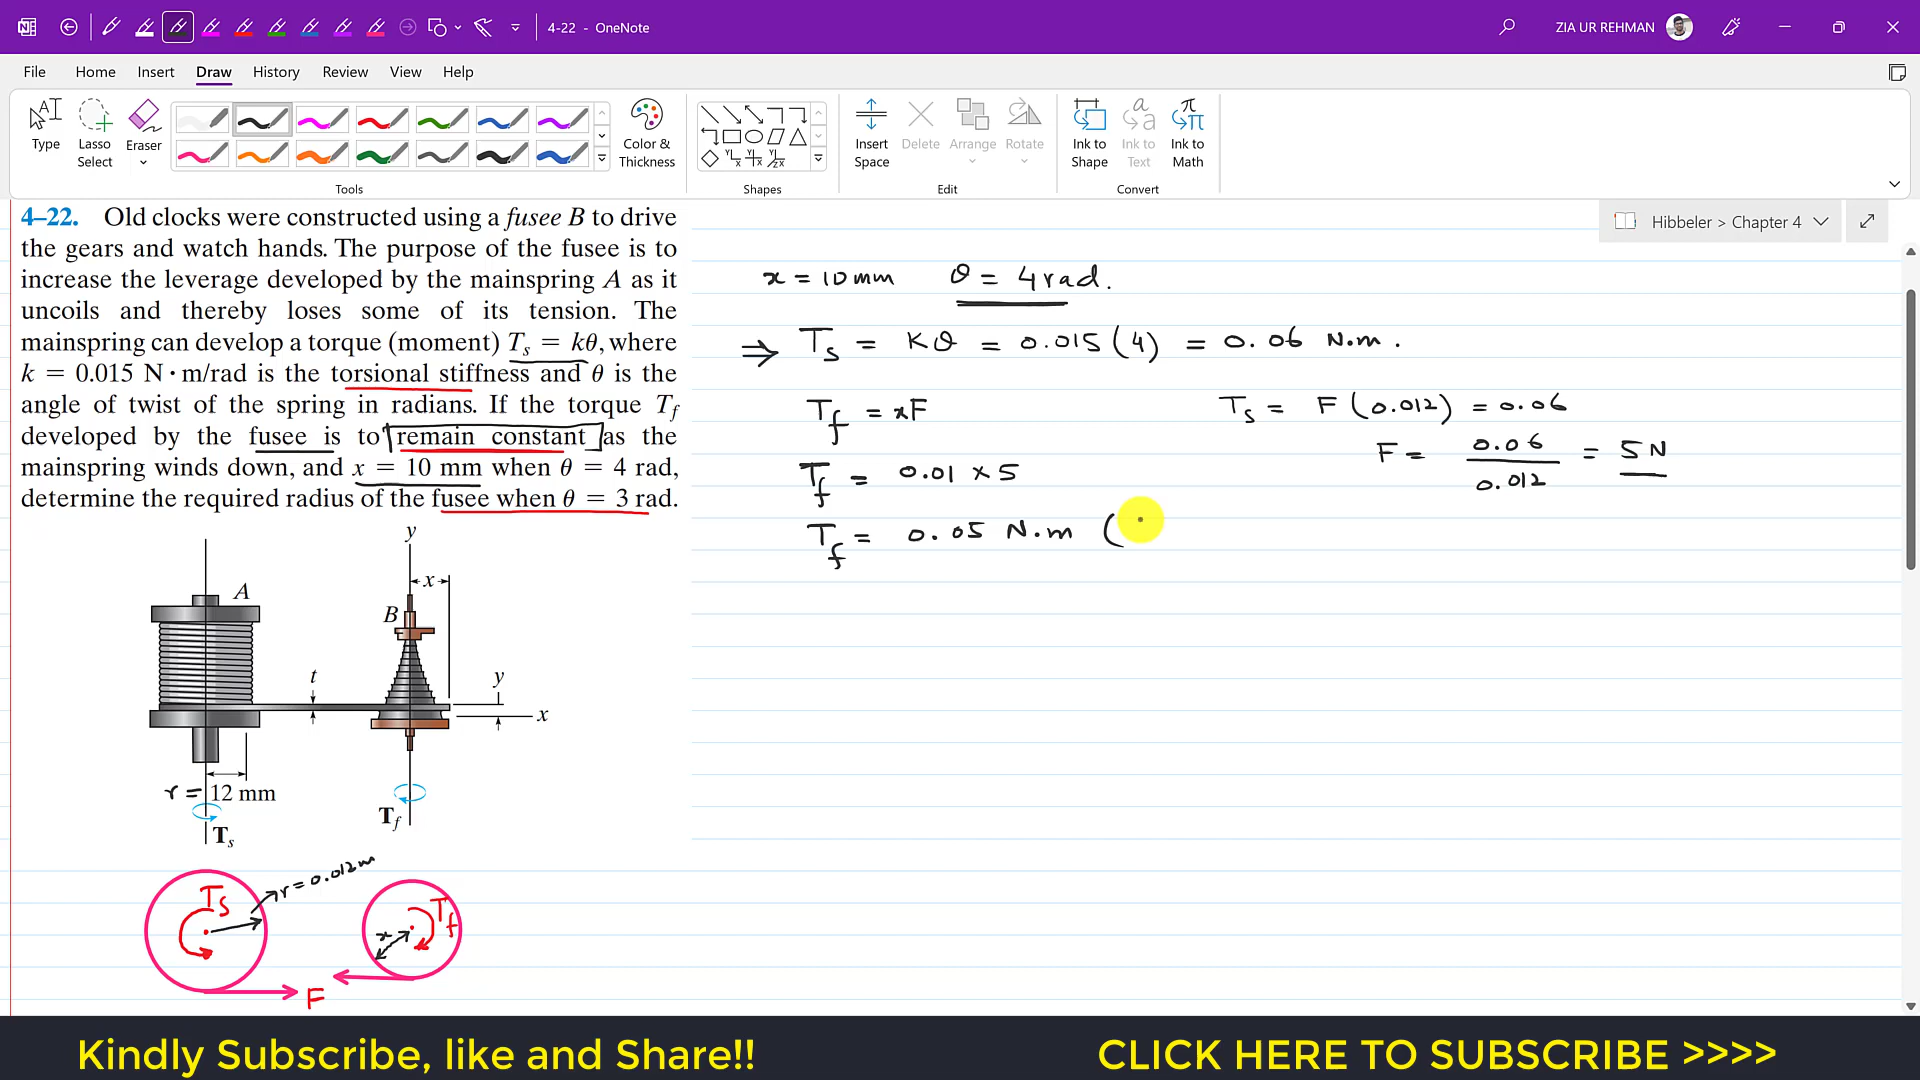 4-22 - OneNote
ZIA UR REHMAN
File Home Insert Draw History Review View Help
Type
Lasso Select
Eraser
Color & Thickness
Insert Space
Delete
Arrange
Rotate
Ink to Shape
Ink to Text
Ink to Math
Tools
Shapes
Edit
Convert
Hibbeler > Chapter 4
4–22. Old clocks were constructed using a fusee B to drive
the gears and watch hands. The purpose of the fusee is to
increase the leverage developed by the mainspring A as it
uncoils and thereby loses some of its tension. The
mainspring can develop a torque (moment) Ts = kθ, where
k = 0.015 N · m/rad is the torsional stiffness and θ is the
angle of twist of the spring in radians. If the torque Tf
developed by the fusee is to remain constant as the
mainspring winds down, and x = 10 mm when θ = 4 rad,
determine the required radius of the fusee when θ = 3 rad.
y
x
A
B
t
y
x
r = 12 mm
Ts
Tf
Ts
r = 0.012m
x
Tf
F
x = 10mm θ = 4 rad.
⇒ Ts = Kθ = 0.015 (4) = 0.06 N.m.
Tf = xF
Ts = F (0.012) = 0.06
F = 0.06 / 0.012 = 5 N
Tf = 0.01 × 5
Tf = 0.05 N.m (
Kindly Subscribe, like and Share!!
CLICK HERE TO SUBSCRIBE >>>>